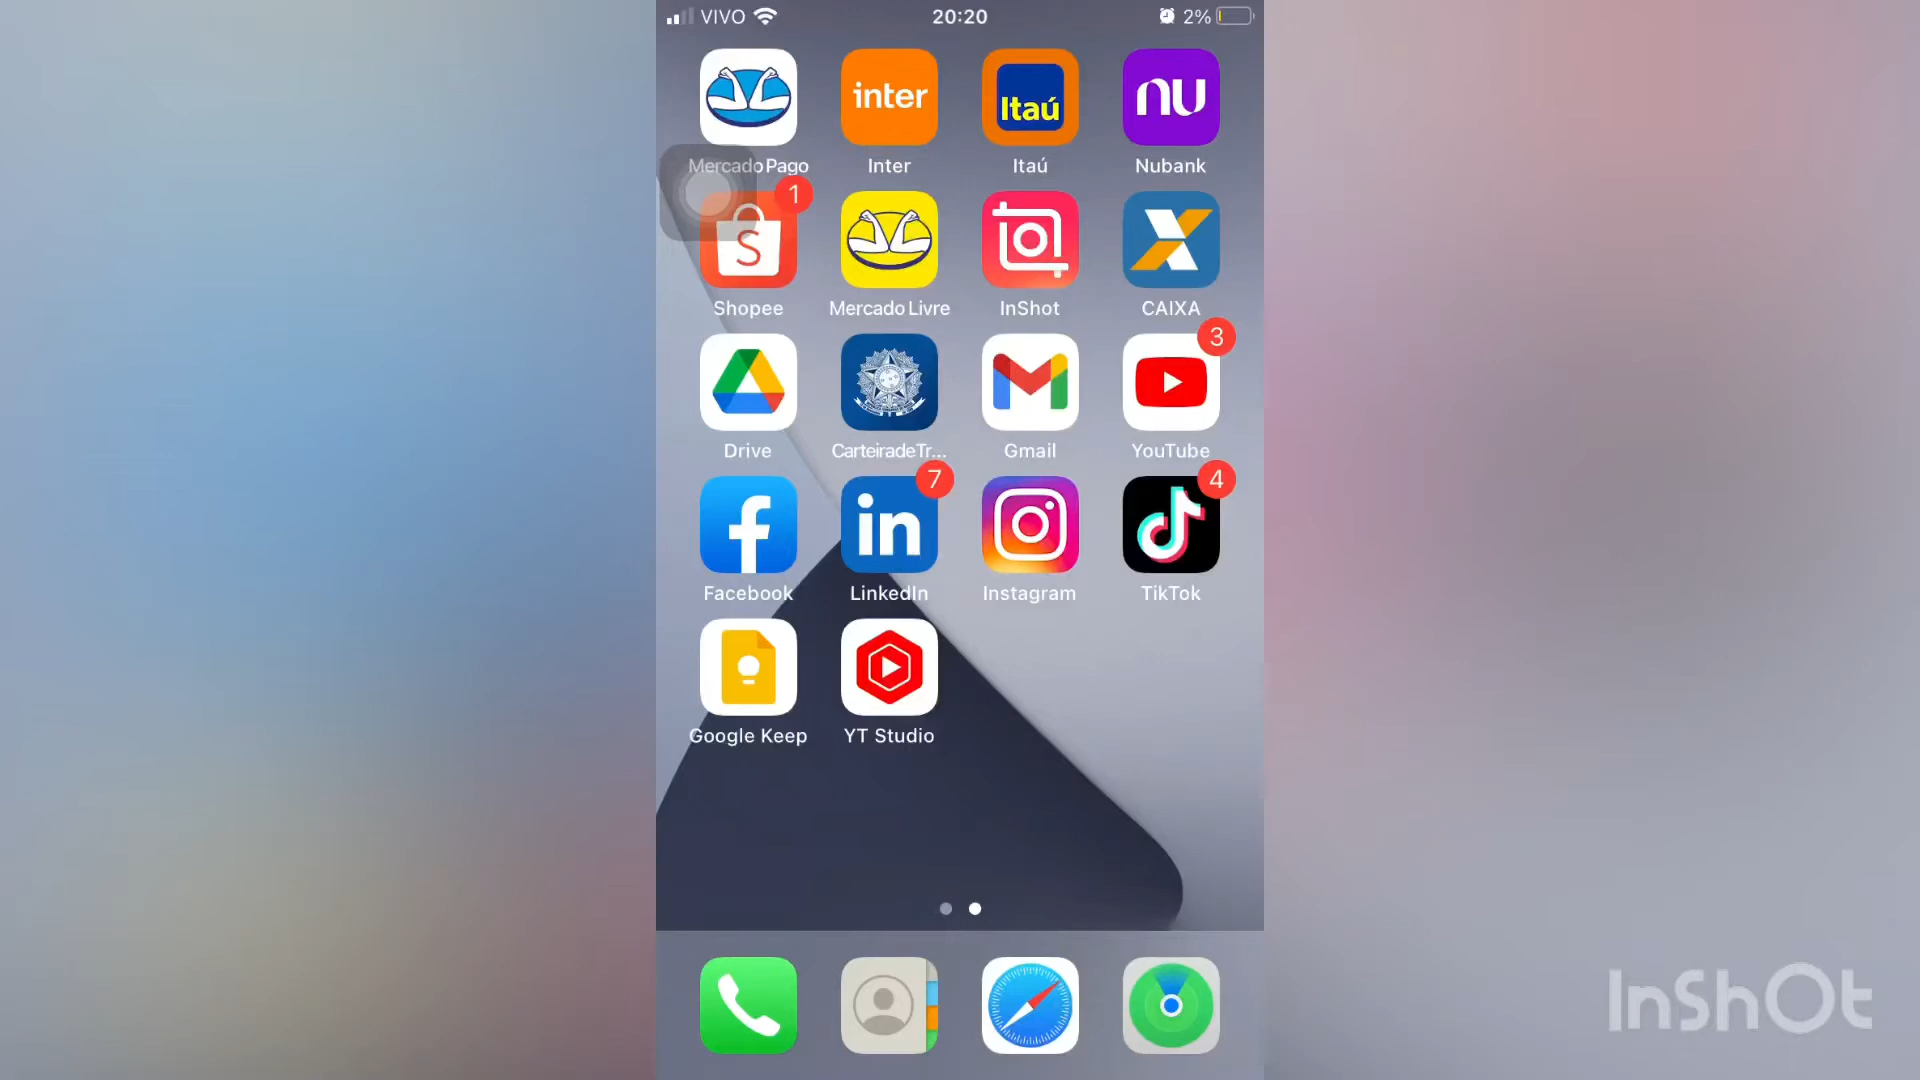 VIVO 20:20 2%
inter Itaú nu
Mercado Pago Inter Itaú Nubank
1
S
Shopee Mercado Livre InShot CAIXA
3
Drive CarteiradeTr... Gmail YouTube
7 4
f in
Facebook LinkedIn Instagram TikTok
Google Keep YT Studio
InShOt